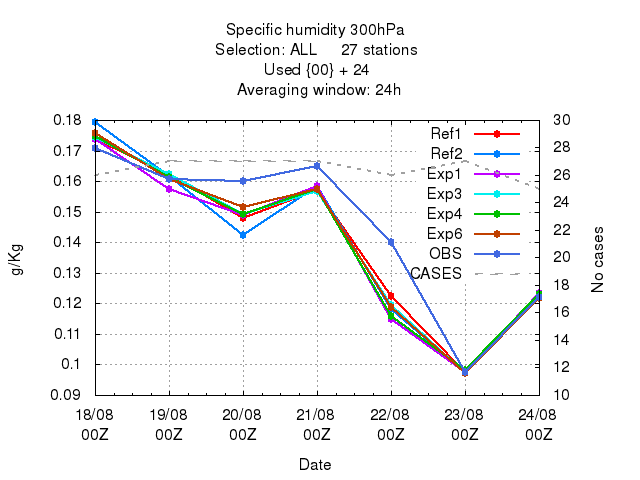 Specific humidity 300hPa
Selection: ALL 27 stations
Used {00} + 24
Averaging window: 24h
0.18
0.17
0.16
0.15
0.14
0.13
0.12
0.11
0.1
0.09
g/Kg
Ref1
Ref2
Exp1
Exp3
Exp4
Exp6
OBS
CASES
30
28
26
24
22
20
18
16
14
12
10
No cases
18/08 19/08 20/08 21/08 22/08 23/08 24/08
00Z 00Z 00Z 00Z 00Z 00Z 00Z
Date